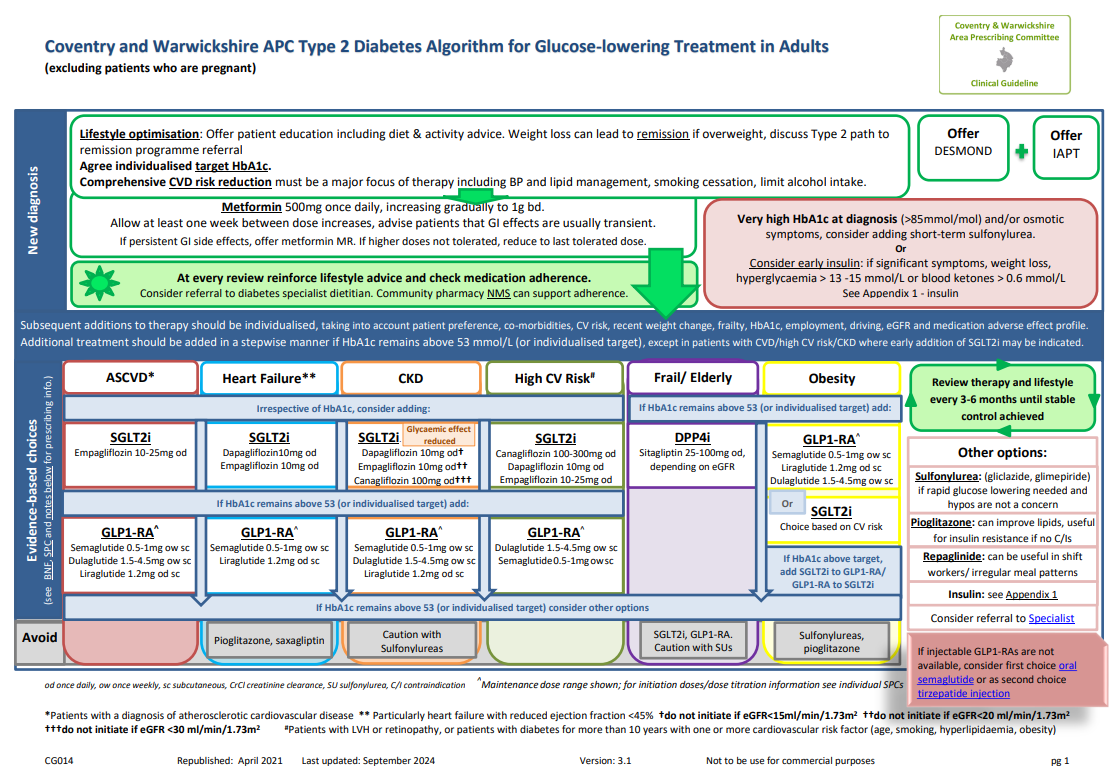 Coventry & Warwickshire
Area Prescribing Committee
Clinical Guideline
Coventry and Warwickshire APC Type 2 Diabetes Algorithm for Glucose-lowering Treatment in Adults
(excluding patients who are pregnant)
New diagnosis
Lifestyle optimisation: Offer patient education including diet & activity advice. Weight loss can lead to remission if overweight, discuss Type 2 path to
remission programme referral
Agree individualised target HbA1c.
Comprehensive CVD risk reduction must be a major focus of therapy including BP and lipid management, smoking cessation, limit alcohol intake.
Offer
DESMOND
Offer
IAPT
Metformin 500mg once daily, increasing gradually to 1g bd.
Allow at least one week between dose increases, advise patients that GI effects are usually transient.
If persistent GI side effects, offer metformin MR. If higher doses not tolerated, reduce to last tolerated dose.
Very high HbA1c at diagnosis (>85mmol/mol) and/or osmotic
symptoms, consider adding short-term sulfonylurea.
Or
Consider early insulin: if significant symptoms, weight loss,
hyperglycaemia > 13 -15 mmol/L or blood ketones > 0.6 mmol/L
See Appendix 1 - insulin
At every review reinforce lifestyle advice and check medication adherence.
Consider referral to diabetes specialist dietitian. Community pharmacy NMS can support adherence.
Subsequent additions to therapy should be individualised, taking into account patient preference, co-morbidities, CV risk, recent weight change, frailty, HbA1c, employment, driving, eGFR and medication adverse effect profile.
Additional treatment should be added in a stepwise manner if HbA1c remains above 53 mmol/L (or individualised target), except in patients with CVD/high CV risk/CKD where early addition of SGLT2i may be indicated.
Evidence-based choices
(see BNF, SPC and notes below for prescribing info.)
ASCVD*
Heart Failure**
CKD
High CV Risk#
Frail/ Elderly
Obesity
Irrespective of HbA1c, consider adding:
If HbA1c remains above 53 (or individualised target) add:
SGLT2i
Empagliflozin 10-25mg od
SGLT2i
Dapagliflozin10mg od
Empagliflozin 10mg od
SGLT2i
Glycaemic effect
reduced
Dapagliflozin 10mg od†
Empagliflozin 10mg od††
Canagliflozin 100mg od†††
SGLT2i
Canagliflozin 100-300mg od
Dapagliflozin 10mg od
Empagliflozin 10-25mg od
DPP4i
Sitagliptin 25-100mg od,
depending on eGFR
GLP1-RA^
Semaglutide 0.5-1mg ow sc
Liraglutide 1.2mg od sc
Dulaglutide 1.5-4.5mg ow sc
Or
SGLT2i
Choice based on CV risk
If HbA1c above target,
add SGLT2i to GLP1-RA/
GLP1-RA to SGLT2i
If HbA1c remains above 53 (or individualised target) add:
GLP1-RA^
Semaglutide 0.5-1mg ow sc
Dulaglutide 1.5-4.5mg ow sc
Liraglutide 1.2mg od sc
GLP1-RA^
Semaglutide 0.5-1mg ow sc
Liraglutide 1.2mg od sc
GLP1-RA^
Semaglutide 0.5-1mg ow sc
Dulaglutide 1.5-4.5mg ow sc
Liraglutide 1.2mg od sc
GLP1-RA^
Dulaglutide 1.5-4.5mg ow sc
Semaglutide0.5-1mg ow sc
If HbA1c remains above 53 (or individualised target) consider other options
Avoid
Pioglitazone, saxagliptin
Caution with
Sulfonylureas
SGLT2i, GLP1-RA.
Caution with SUs
Sulfonylureas,
pioglitazone
Review therapy and lifestyle
every 3-6 months until stable
control achieved
Other options:
Sulfonylurea: (gliclazide, glimepiride)
if rapid glucose lowering needed and
hypos are not a concern
Pioglitazone: can improve lipids, useful
for insulin resistance if no C/Is
Repaglinide: can be useful in shift
workers/ irregular meal patterns
Insulin: see Appendix 1
Consider referral to Specialist
If injectable GLP1-RAs are not
available, consider first choice oral
semaglutide or as second choice
tirzepatide injection
od once daily, ow once weekly, sc subcutaneous, CrCl creatinine clearance, SU sulfonylurea, C/I contraindication ^Maintenance dose range shown; for initiation doses/dose titration information see individual SPCs
*Patients with a diagnosis of atherosclerotic cardiovascular disease ** Particularly heart failure with reduced ejection fraction <45% †do not initiate if eGFR<15ml/min/1.73m² ††do not initiate if eGFR<20 ml/min/1.73m²
†††do not initiate if eGFR <30 ml/min/1.73m² #Patients with LVH or retinopathy, or patients with diabetes for more than 10 years with one or more cardiovascular risk factor (age, smoking, hyperlipidaemia, obesity)
CG014 Republished: April 2021 Last updated: September 2024 Version: 3.1 Not to be use for commercial purposes pg 1